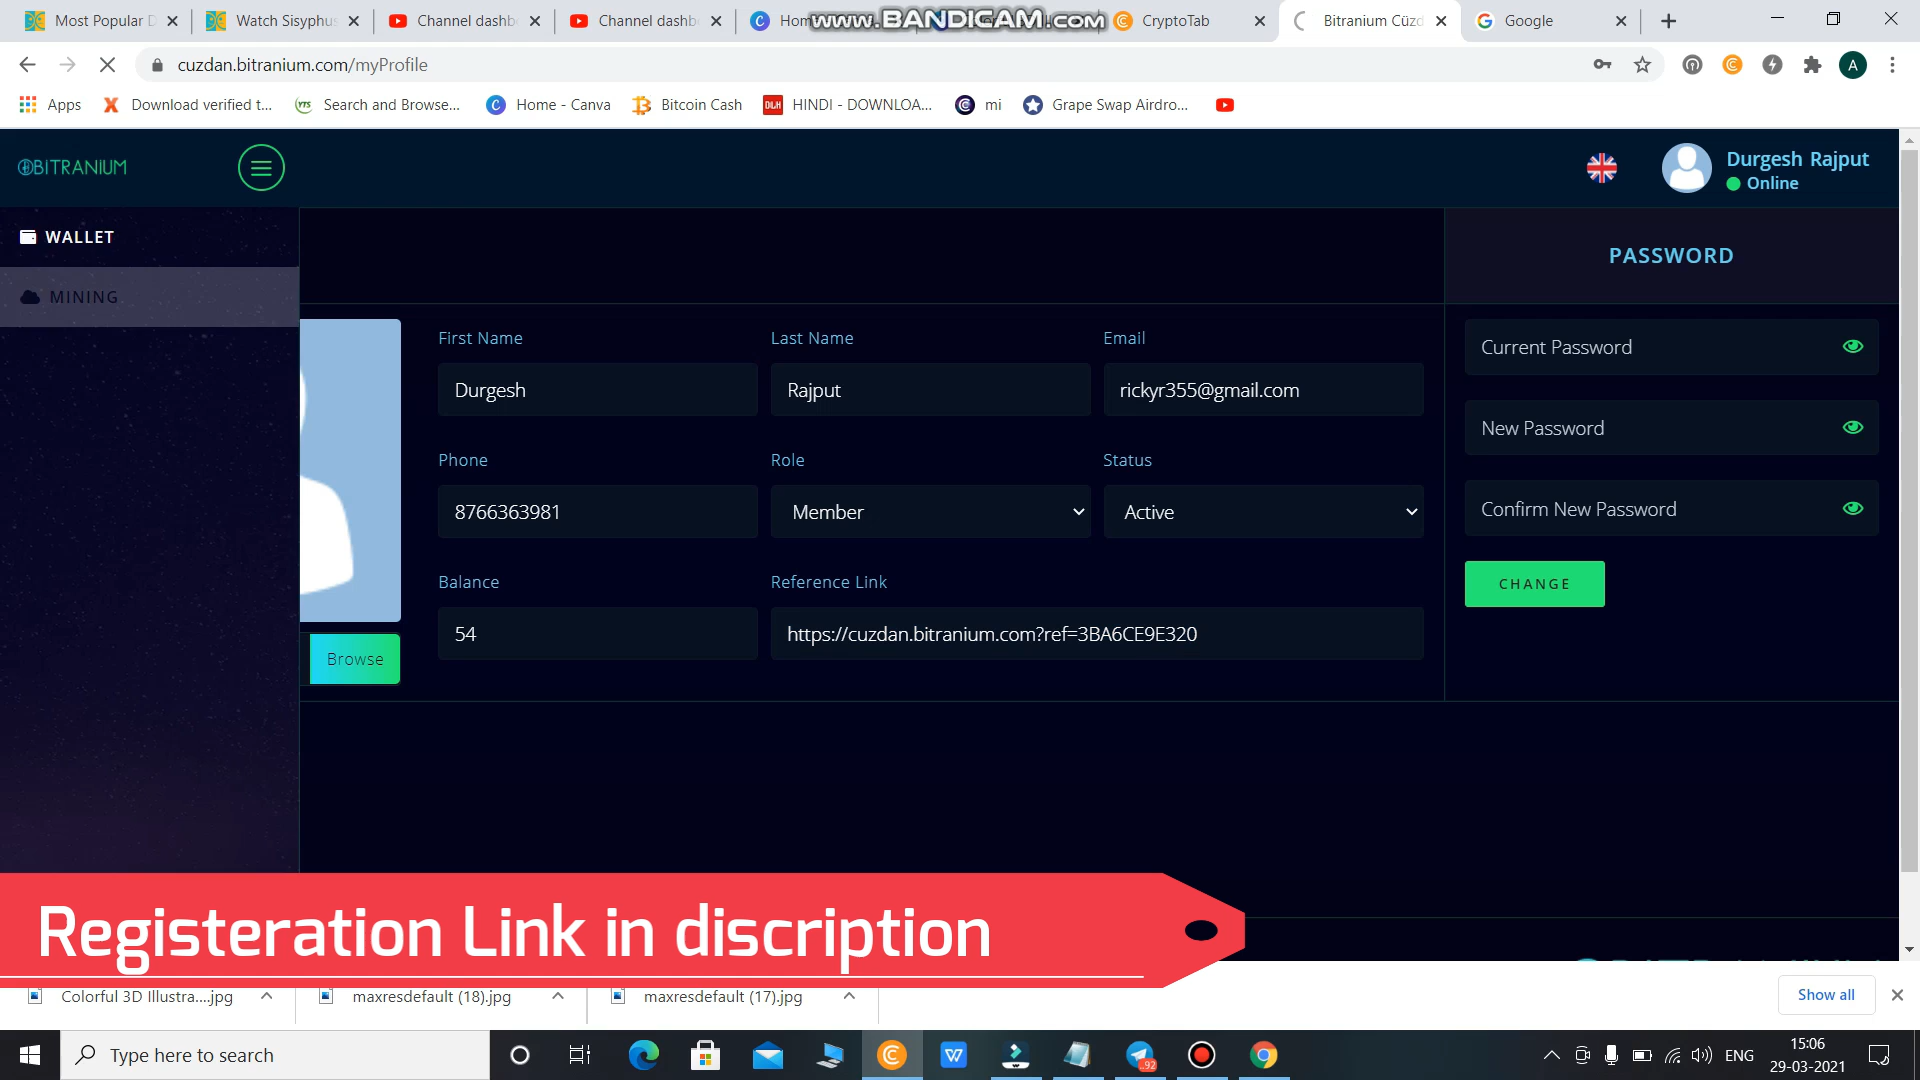 Most Popular D
Watch Sisyphus
Channel dashb
Channel dashb
Hom
www.BANDICAM.com
CryptoTab
Bitranium Cüzd
Google
cuzdan.bitranium.com/myProfile
A
Apps
Download verified t...
Search and Browse...
Home - Canva
Bitcoin Cash
HINDI - DOWNLOA...
mi
Grape Swap Airdro...
BITRANIUM
Durgesh Rajput
Online
WALLET
MINING
PASSWORD
First Name
Last Name
Email
Durgesh
Rajput
rickyr355@gmail.com
Current Password
New Password
Confirm New Password
CHANGE
Phone
Role
Status
8766363981
Member
Active
Balance
Reference Link
54
https://cuzdan.bitranium.com?ref=3BA6CE9E320
Browse
Registeration Link in discription
Colorful 3D Illustra....jpg
maxresdefault (18).jpg
maxresdefault (17).jpg
Show all
Type here to search
92
ENG
15:06
29-03-2021